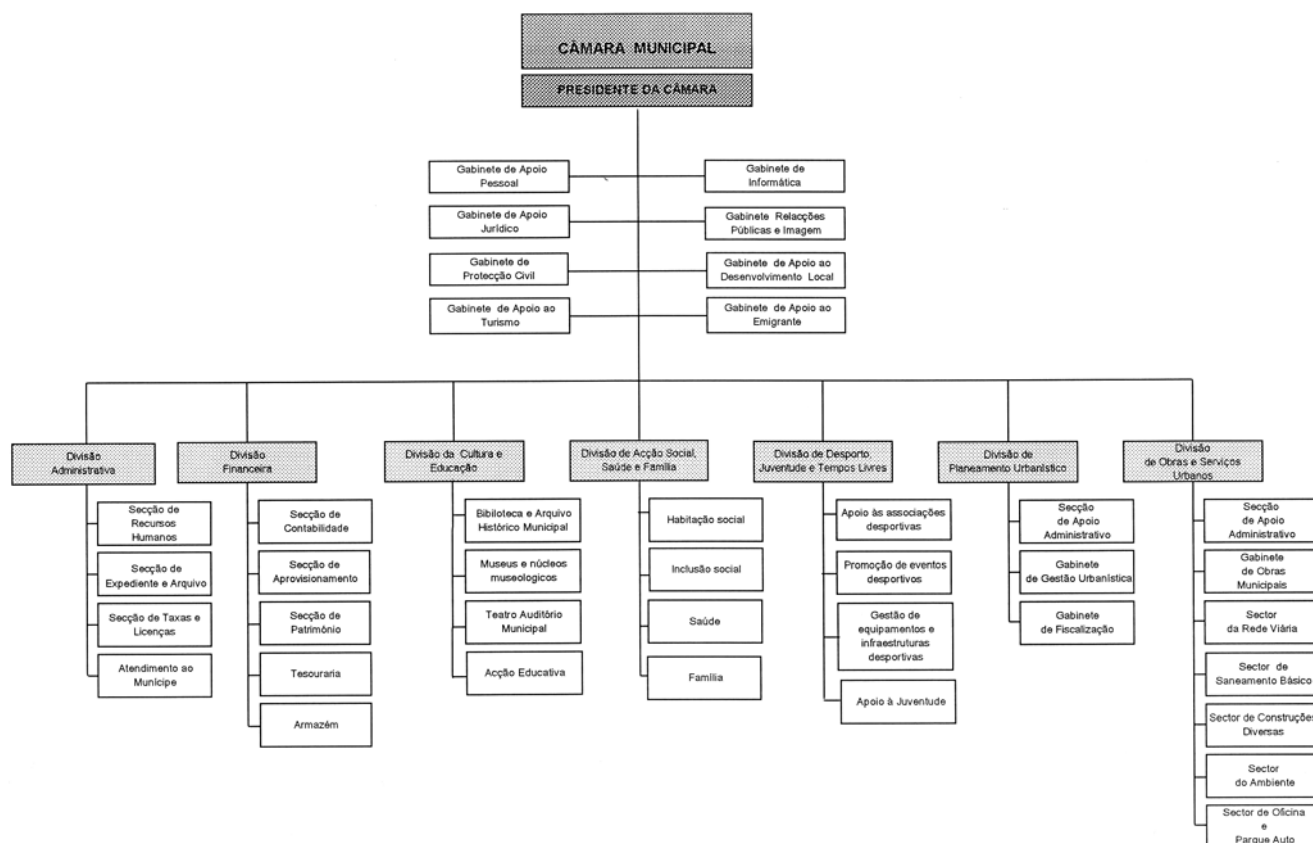 CÂMARA MUNICIPAL
PRESIDENTE DA CÂMARA
Gabinete de Apoio
Pessoal
Gabinete de
Informática
Gabinete de Apoio
Jurídico
Gabinete Relacções
Públicas e Imagem
Gabinete de
Protecção Civil
Gabinete de Apoio ao
Desenvolvimento Local
Gabinete de Apoio ao
Turismo
Gabinete de Apoio ao
Emigrante
Divisão
Administrativa
Secção de
Recursos
Humanos
Secção de
Expediente e Arquivo
Secção de Taxas e
Licenças
Atendimento ao
Munícipe
Divisão
Financeira
Secção de
Contabilidade
Secção de
Aprovisionamento
Secção de
Património
Tesouraria
Armazém
Divisão da Cultura e
Educação
Bibiloteca e Arquivo
Histórico Municipal
Museus e núcleos
museologicos
Teatro Auditório
Municipal
Acção Educativa
Divisão de Acção Social,
Saúde e Família
Habitação social
Inclusão social
Saúde
Família
Divisão de Desporto,
Juventude e Tempos Livres
Apoio às associações
desportivas
Promoção de eventos
desportivos
Gestão de
equipamentos e
infraestruturas
desportivas
Apoio à Juventude
Divisão de
Planeamento Urbanístico
Secção
de Apoio
Administrativo
Gabinete
de Gestão Urbanística
Gabinete
de Fiscalização
Divisão
de Obras e Serviços
Urbanos
Secção
de Apoio
Administrativo
Gabinete
de Obras
Municipais
Sector
da Rede Viária
Sector de
Saneamento Básico
Sector de Construções
Diversas
Sector
do Ambiente
Sector de Oficina
e
Parque Auto